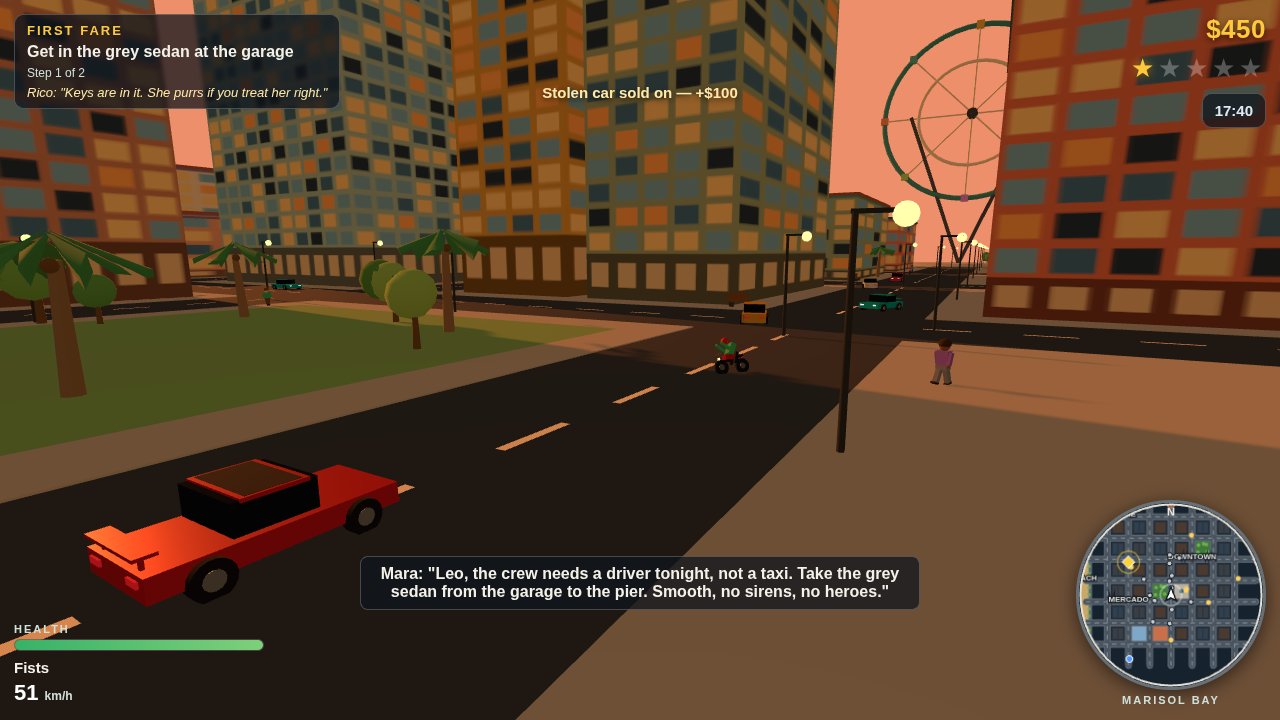 FIRST FARE
Get in the grey sedan at the garage
Step 1 of 2
Rico: "Keys are in it. She purrs if you treat her right."
Stolen car sold on — +$100
$450
17:40
Mara: "Leo, the crew needs a driver tonight, not a taxi. Take the grey
sedan from the garage to the pier. Smooth, no sirens, no heroes."
HEALTH
Fists
51 km/h
N
DOWNTOWN
ACH
MERCADO
MARISOL BAY